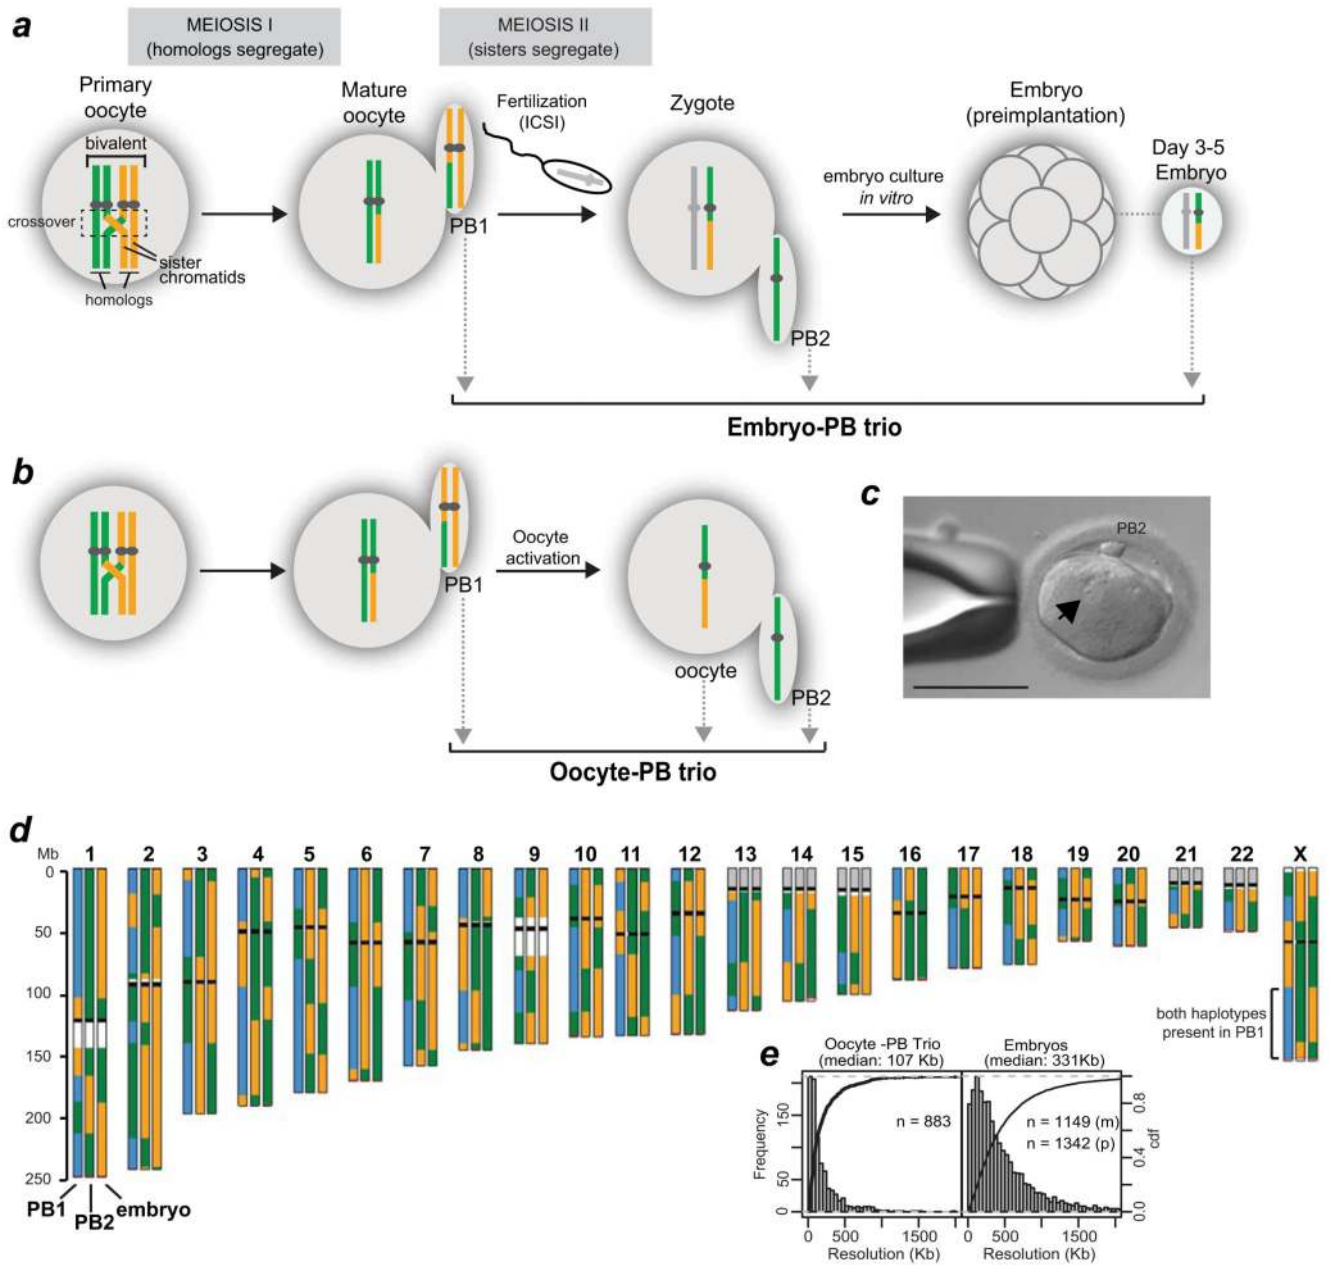 a
MEIOSIS I
(homologs segregate)
MEIOSIS II
(sisters segregate)
Primary
oocyte
bivalent
crossover
sister
chromatids
homologs
Mature
oocyte
PB1
Fertilization
(ICSI)
Zygote
PB2
embryo culture
in vitro
Embryo
(preimplantation)
Day 3-5
Embryo
Embryo-PB trio
b
PB1
Oocyte
activation
oocyte
PB2
Oocyte-PB trio
c
PB2
d
Mb
1 2 3 4 5 6 7 8 9 10 11 12 13 14 15 16 17 18 19 20 21 22 X
0
50
100
150
200
250
PB1
PB2
embryo
both haplotypes
present in PB1
e
Oocyte -PB Trio
(median: 107 Kb)
Embryos
(median: 331Kb)
n = 883
n = 1149 (m)
n = 1342 (p)
Frequency
0 50 150
cdf
0.0 0.4 0.8
0 500 1500
0 500 1500
Resolution (Kb)
Resolution (Kb)